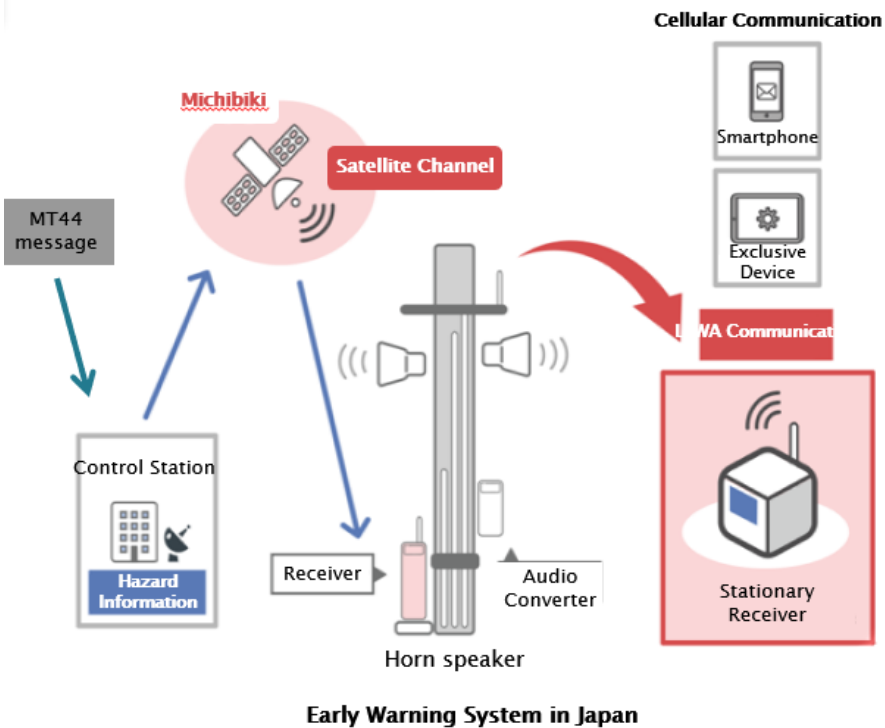 Cellular Communication
Michibiki
Smartphone
Satellite Channel
MT44
message
Exclusive
Device
Communicat
Control Station
Hazard
Information
Receiver
Audio
Converter
Stationary
Receiver
Horn speaker
Early Warning System in Japan